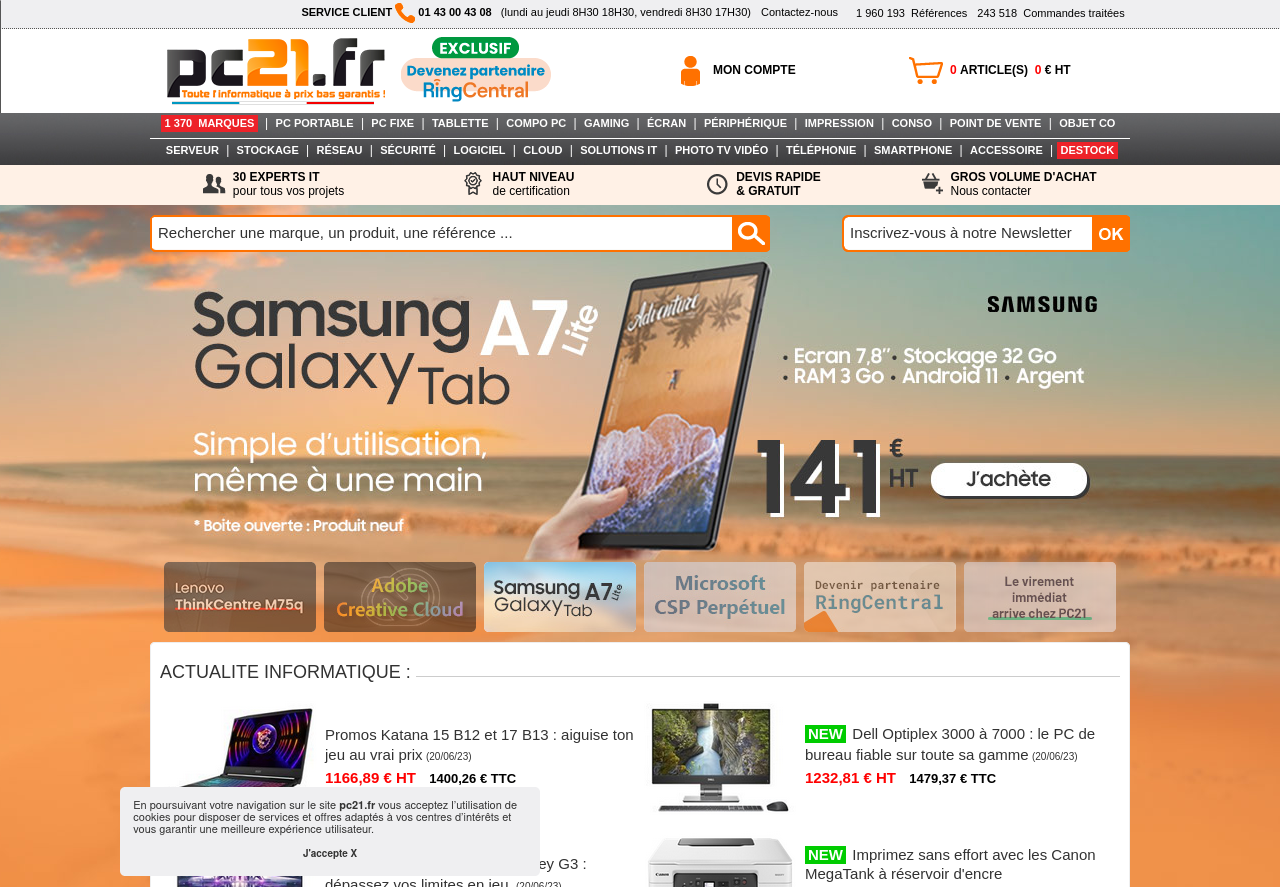 SERVICE CLIENT 01 43 00 43 08 (lundi au jeudi 8H30 18H30, vendredi 8H30 17H30) Contactez-nous 1 960 193 Références 243 518 Commandes traitées
pc21.fr
Toute l'informatique à prix bas garantis !
EXCLUSIF
Devenez partenaire
RingCentral
MON COMPTE
0 ARTICLE(S) 0 € HT
1 370 MARQUES | PC PORTABLE | PC FIXE | TABLETTE | COMPO PC | GAMING | ÉCRAN | PÉRIPHÉRIQUE | IMPRESSION | CONSO | POINT DE VENTE | OBJET CO
SERVEUR | STOCKAGE | RÉSEAU | SÉCURITÉ | LOGICIEL | CLOUD | SOLUTIONS IT | PHOTO TV VIDÉO | TÉLÉPHONIE | SMARTPHONE | ACCESSOIRE | DESTOCK
30 EXPERTS IT
pour tous vos projets
HAUT NIVEAU
de certification
DEVIS RAPIDE
& GRATUIT
GROS VOLUME D'ACHAT
Nous contacter
Rechercher une marque, un produit, une référence ...
Inscrivez-vous à notre Newsletter OK
Samsung A7 Lite
Galaxy Tab
Simple d'utilisation,
même à une main
* Boite ouverte : Produit neuf
Adventure
SAMSUNG
• Ecran 7,8’’ • Stockage 32 Go
• RAM 3 Go • Android 11 • Argent
141 € HT
J'achète
Lenovo
ThinkCentre M75q
Adobe
Creative Cloud
Samsung A7 Lite
Galaxy Tab
Microsoft
CSP Perpétuel
Devenir partenaire
RingCentral
Le virement
immédiat
arrive chez PC21
ACTUALITE INFORMATIQUE :
Promos Katana 15 B12 et 17 B13 : aiguise ton
jeu au vrai prix (20/06/23)
1166,89 € HT 1400,26 € TTC
NEW Dell Optiplex 3000 à 7000 : le PC de
bureau fiable sur toute sa gamme (20/06/23)
1232,81 € HT 1479,37 € TTC
ey G3 :
dépassez vos limites en jeu (20/06/23)
NEW Imprimez sans effort avec les Canon
MegaTank à réservoir d'encre
En poursuivant votre navigation sur le site pc21.fr vous acceptez l'utilisation de
cookies pour disposer de services et offres adaptés à vos centres d'intérêts et
vous garantir une meilleure expérience utilisateur.
J'accepte X